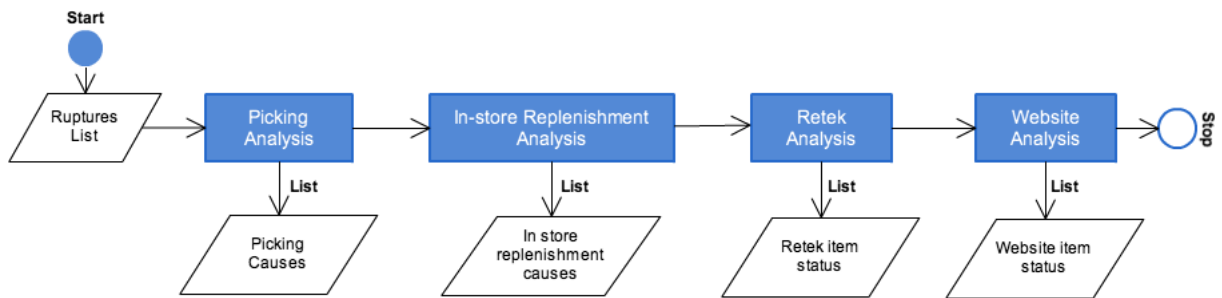 Start
Ruptures
List
Picking
Analysis
In-store Replenishment
Analysis
Retek
Analysis
Website
Analysis
Stop
List
List
List
List
Picking
Causes
In store
replenishment
causes
Retek item
status
Website item
status